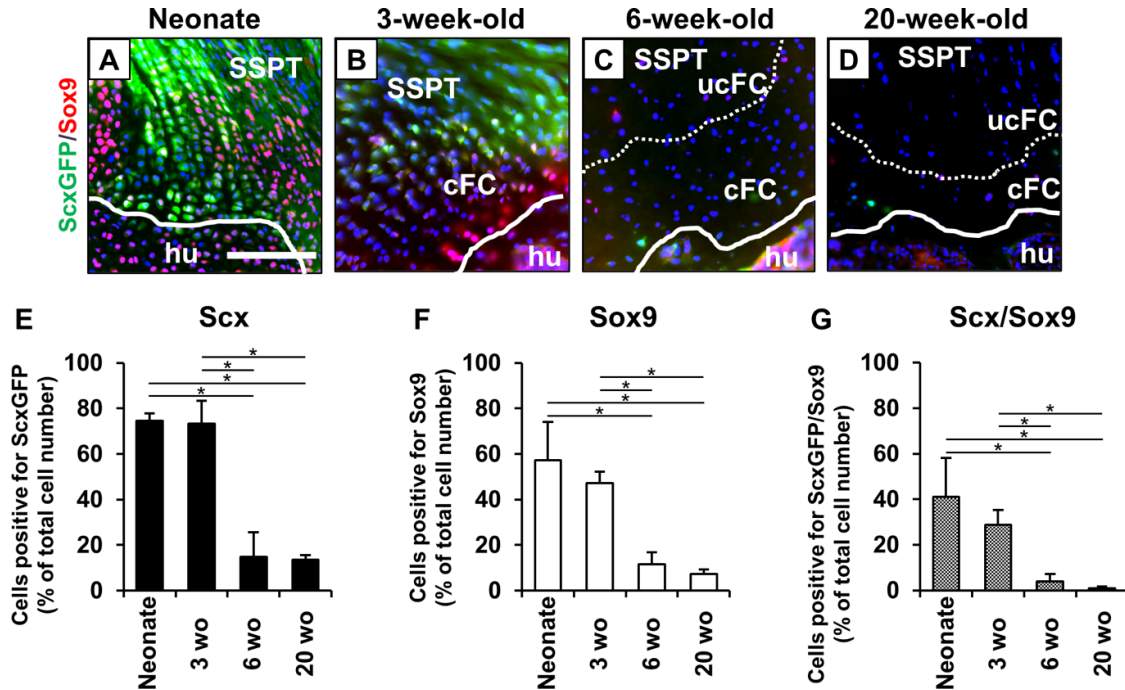 Neonate 3-week-old 6-week-old 20-week-old
ScxGFP/Sox9
A SSPT hu
B SSPT cFC hu
C SSPT ucFC cFC hu
D SSPT ucFC cFC hu
E Scx
Cells positive for ScxGFP
(% of total cell number)
100
80
60
40
20
0
* * * *
Neonate 3 wo 6 wo 20 wo
F Sox9
Cells positive for Sox9
(% of total cell number)
100
80
60
40
20
0
* * * *
Neonate 3 wo 6 wo 20 wo
G Scx/Sox9
Cells positive for ScxGFP/Sox9
(% of total cell number)
100
80
60
40
20
0
* * * *
Neonate 3 wo 6 wo 20 wo